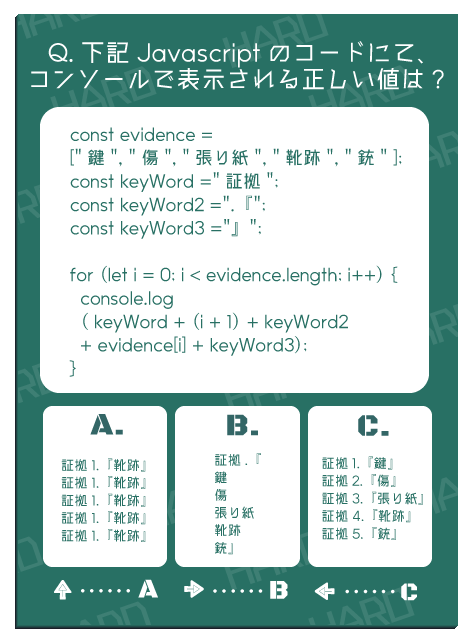 Q. 下記 Javascript のコードにて、
コンソールで表示される正しい値は？
const evidence =
[" 鍵 ", " 傷 ", " 張り紙 ", " 靴跡 ", " 銃 " ];
const keyWord =" 証拠 ";
const keyWord2 =".『";
const keyWord3 ="』";
for (let i = 0; i < evidence.length; i++) {
console.log
( keyWord + (i + 1) + keyWord2
+ evidence[i] + keyWord3);
}
A.
証拠 1.『靴跡』
証拠 1.『靴跡』
証拠 1.『靴跡』
証拠 1.『靴跡』
証拠 1.『靴跡』
B.
証拠 .『
鍵
傷
張り紙
靴跡
銃』
C.
証拠 1.『鍵』
証拠 2.『傷』
証拠 3.『張り紙』
証拠 4.『靴跡』
証拠 5.『銃』
↑ ······ A → ······ B ← ······ C
HARD